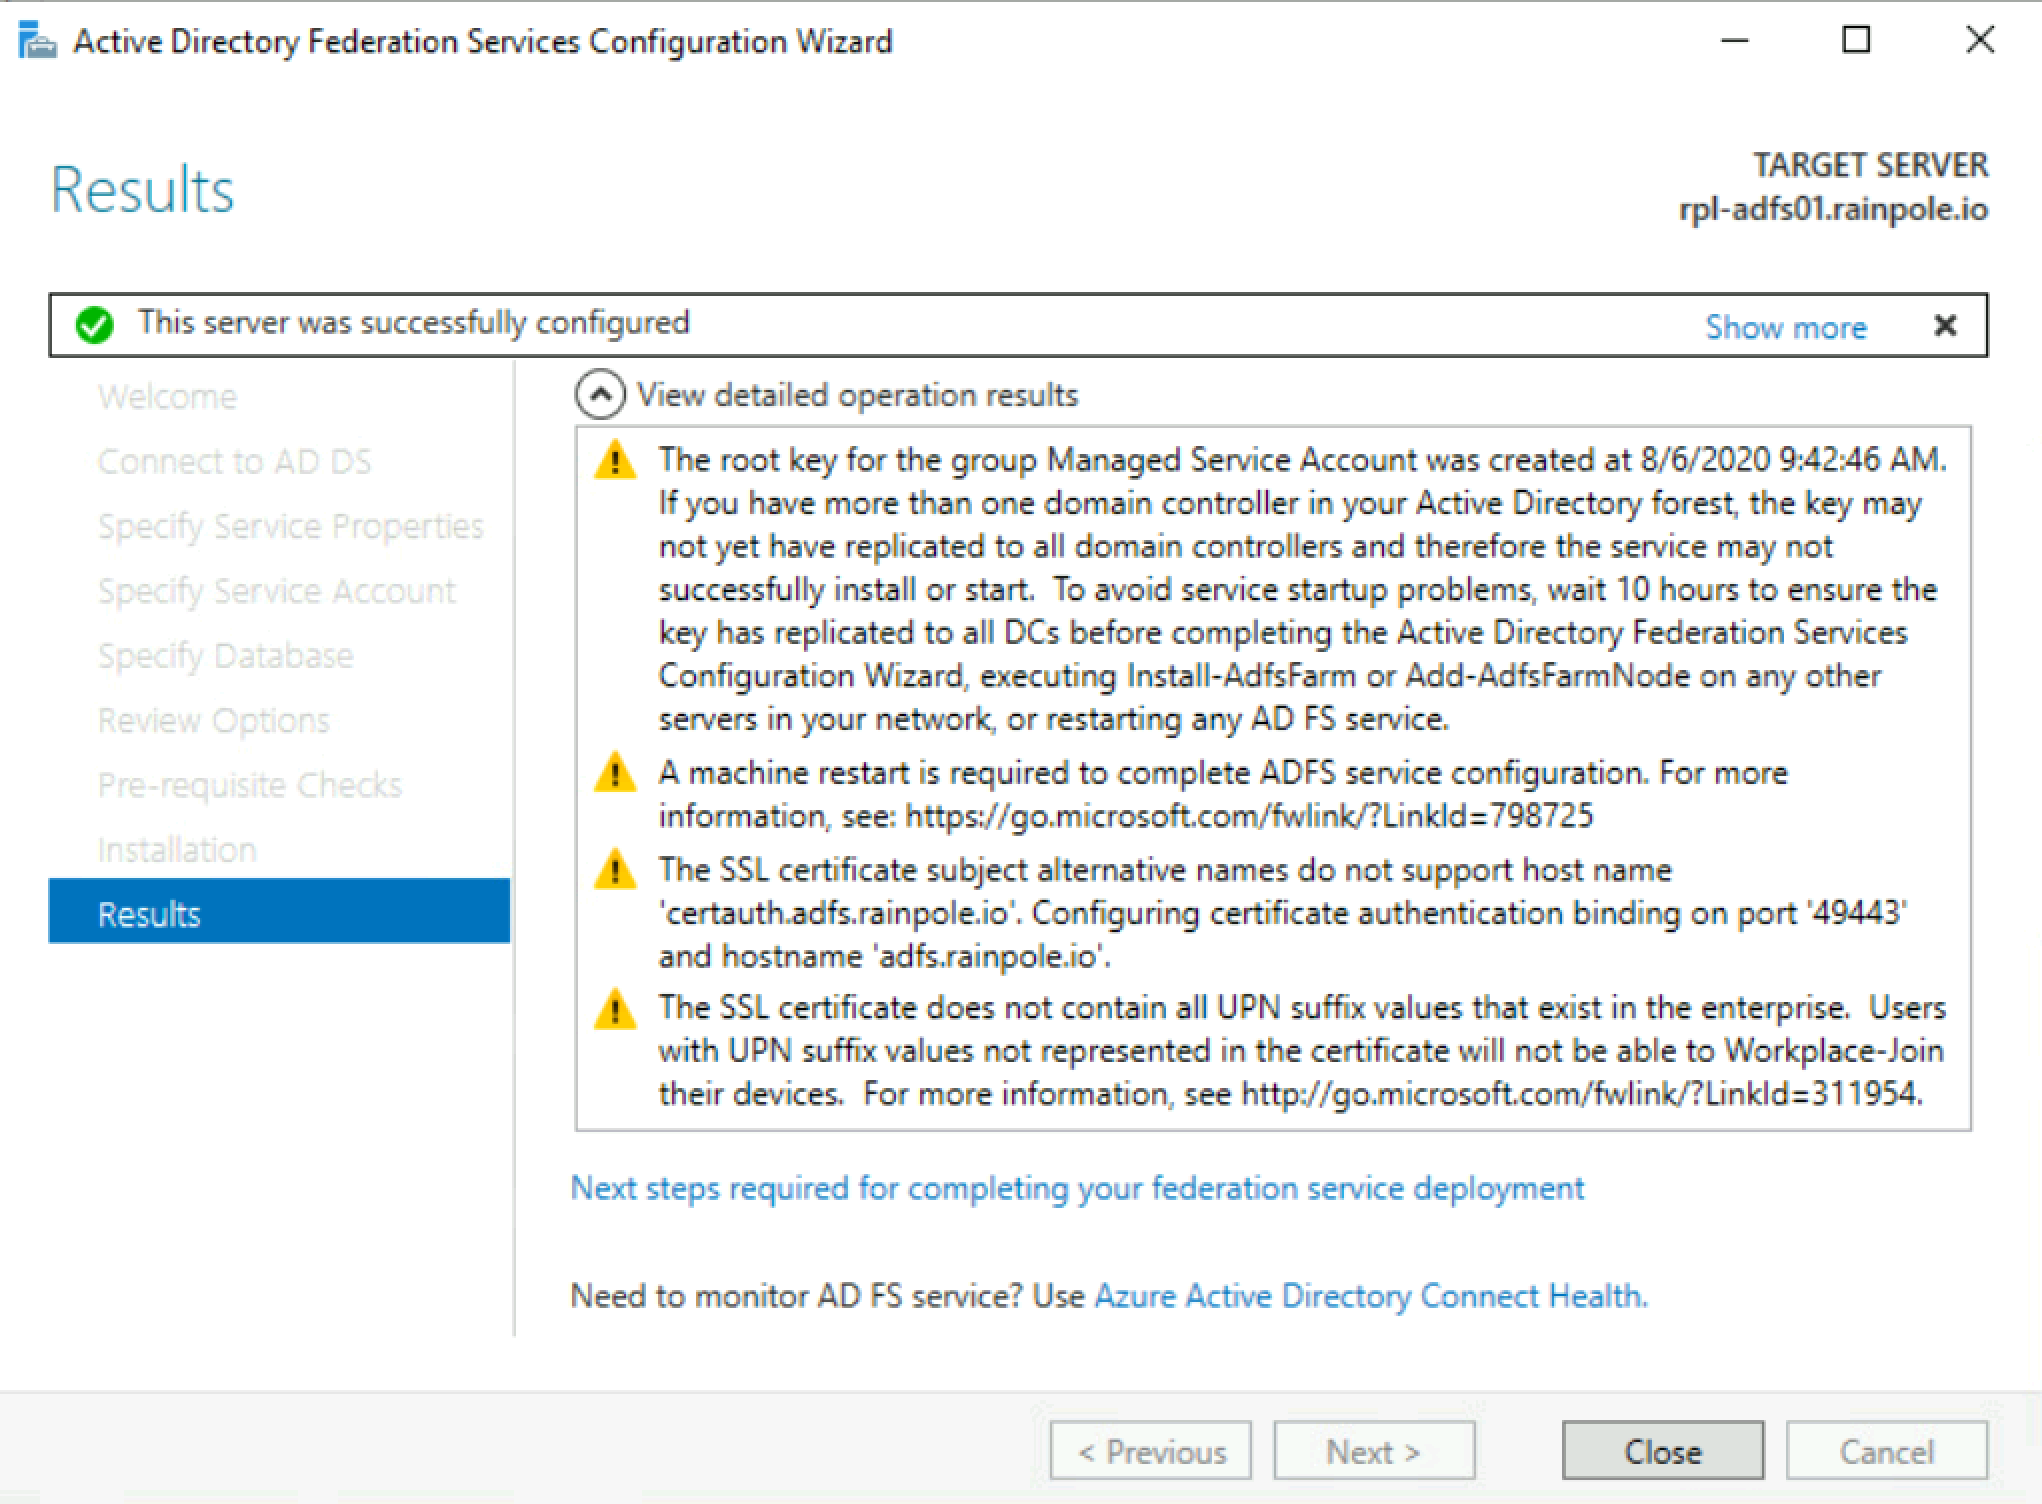 Active Directory Federation Services Configuration Wizard
Results
TARGET SERVER
rpl-adfs01.rainpole.io
This server was successfully configured
Show more
Welcome
Connect to AD DS
Specify Service Properties
Specify Service Account
Specify Database
Review Options
Pre-requisite Checks
Installation
Results
View detailed operation results
The root key for the group Managed Service Account was created at 8/6/2020 9:42:46 AM.
If you have more than one domain controller in your Active Directory forest, the key may
not yet have replicated to all domain controllers and therefore the service may not
successfully install or start.  To avoid service startup problems, wait 10 hours to ensure the
key has replicated to all DCs before completing the Active Directory Federation Services
Configuration Wizard, executing Install-AdfsFarm or Add-AdfsFarmNode on any other
servers in your network, or restarting any AD FS service.
A machine restart is required to complete ADFS service configuration. For more
information, see: https://go.microsoft.com/fwlink/?LinkId=798725
The SSL certificate subject alternative names do not support host name
'certauth.adfs.rainpole.io'. Configuring certificate authentication binding on port '49443'
and hostname 'adfs.rainpole.io'.
The SSL certificate does not contain all UPN suffix values that exist in the enterprise.  Users
with UPN suffix values not represented in the certificate will not be able to Workplace-Join
their devices.  For more information, see http://go.microsoft.com/fwlink/?LinkId=311954.
Next steps required for completing your federation service deployment
Need to monitor AD FS service? Use Azure Active Directory Connect Health.
< Previous
Next >
Close
Cancel